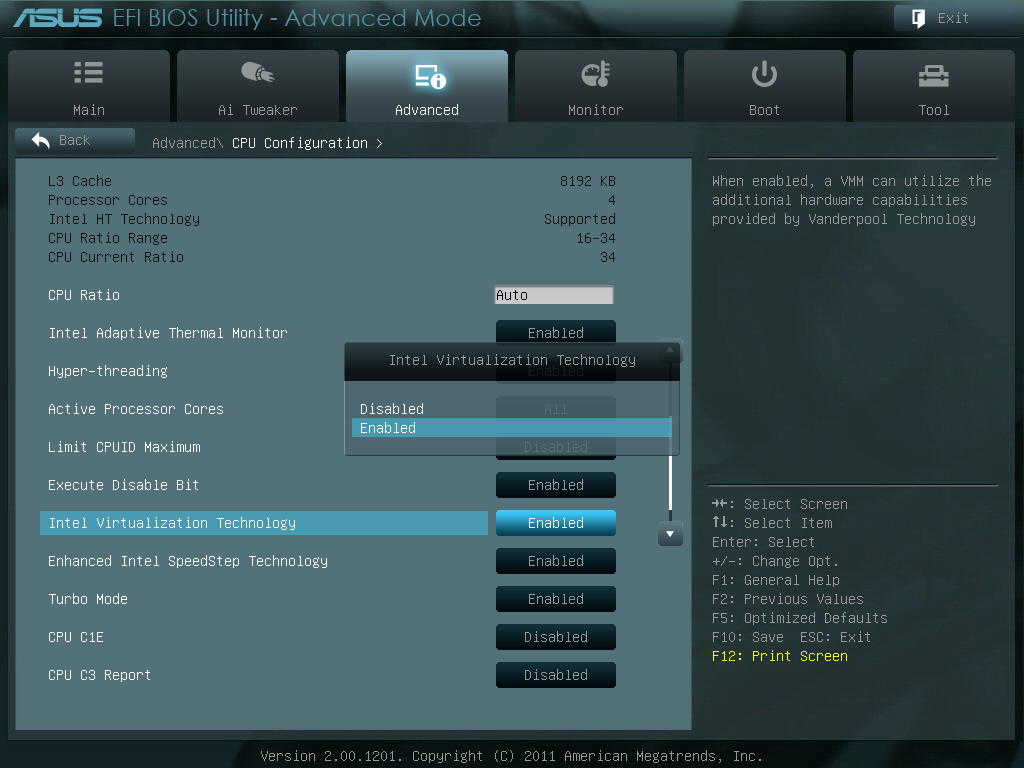 ASUS EFI BIOS Utility - Advanced Mode
Exit
Main
Ai Tweaker
Advanced
Monitor
Boot
Tool
Back
Advanced\ CPU Configuration >
L3 Cache 8192 KB
Processor Cores 4
Intel HT Technology Supported
CPU Ratio Range 16-34
CPU Current Ratio 34
CPU Ratio Auto
Intel Adaptive Thermal Monitor Enabled
Hyper-threading Enabled
Active Processor Cores All
Limit CPUID Maximum Disabled
Execute Disable Bit Enabled
Intel Virtualization Technology Enabled
Enhanced Intel SpeedStep Technology Enabled
Turbo Mode Enabled
CPU C1E Disabled
CPU C3 Report Disabled
Intel Virtualization Technology
Disabled
Enabled
When enabled, a VMM can utilize the
additional hardware capabilities
provided by Vanderpool Technology
→←: Select Screen
↑↓: Select Item
Enter: Select
+/-: Change Opt.
F1: General Help
F2: Previous Values
F5: Optimized Defaults
F10: Save ESC: Exit
F12: Print Screen
Version 2.00.1201. Copyright (C) 2011 American Megatrends, Inc.